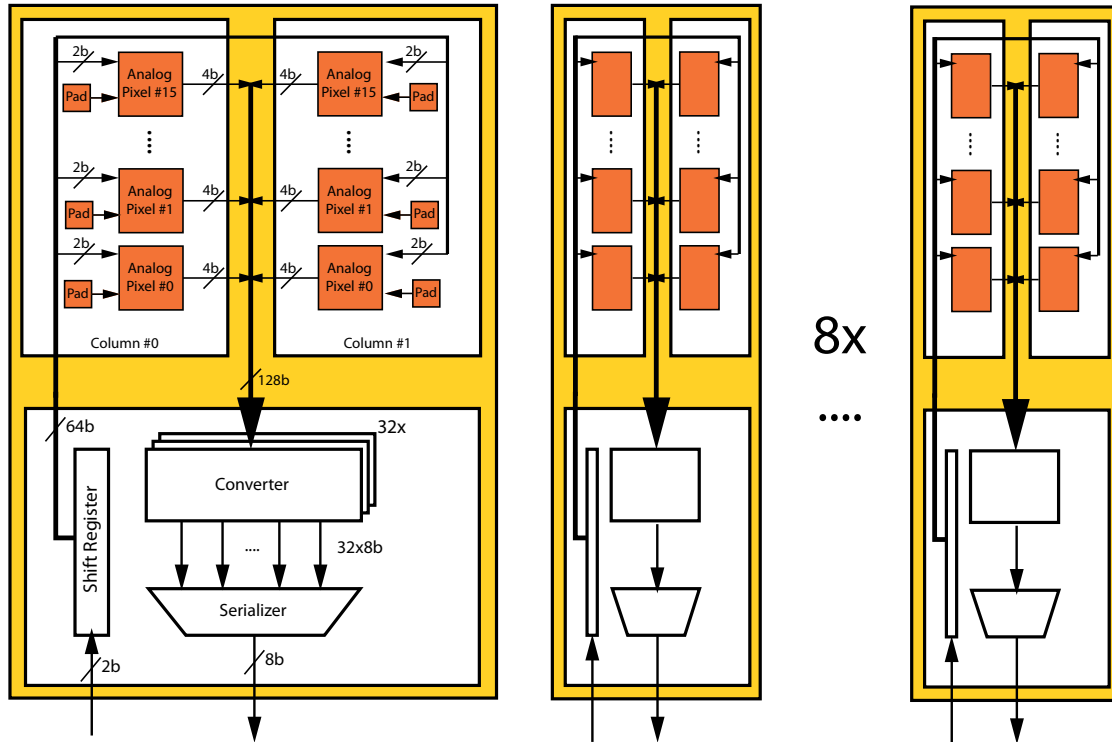 2b
2b
Analog
Pixel #15
4b
4b
Analog
Pixel #15
Pad
Pad
....
....
....
....
....
....
2b
2b
Analog
Pixel #1
4b
4b
Analog
Pixel #1
Pad
Pad
2b
2b
Analog
Pixel #0
4b
4b
Analog
Pixel #0
Pad
Pad
Column #0
Column #1
8x
....
128b
64b
32x
Converter
Shift Register
....
32x8b
Serializer
2b
8b